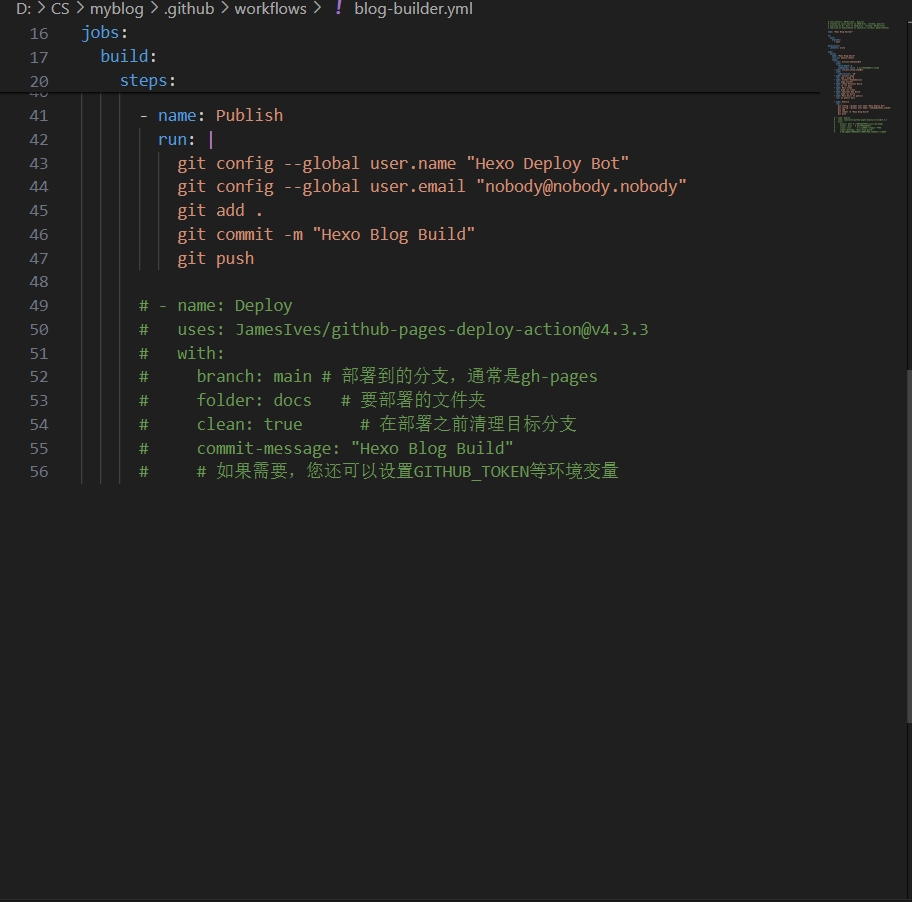 D: > CS > myblog > .github > workflows > ! blog-builder.yml
16 jobs:
17 build:
20 steps:
41 - name: Publish
42 run: |
43 git config --global user.name "Hexo Deploy Bot"
44 git config --global user.email "nobody@nobody.nobody"
45 git add .
46 git commit -m "Hexo Blog Build"
47 git push
48
49 # - name: Deploy
50 # uses: JamesIves/github-pages-deploy-action@v4.3.3
51 # with:
52 # branch: main # 部署到的分支，通常是gh-pages
53 # folder: docs # 要部署的文件夹
54 # clean: true # 在部署之前清理目标分支
55 # commit-message: "Hexo Blog Build"
56 # # 如果需要，您还可以设置GITHUB_TOKEN等环境变量